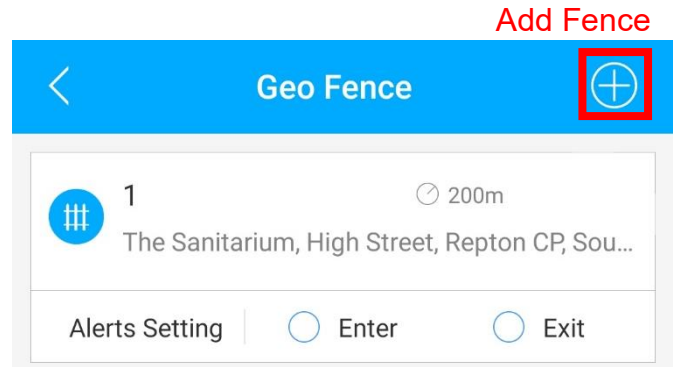 Add Fence
Geo Fence
1 200m
The Sanitarium, High Street, Repton CP, Sou...
Alerts Setting Enter Exit